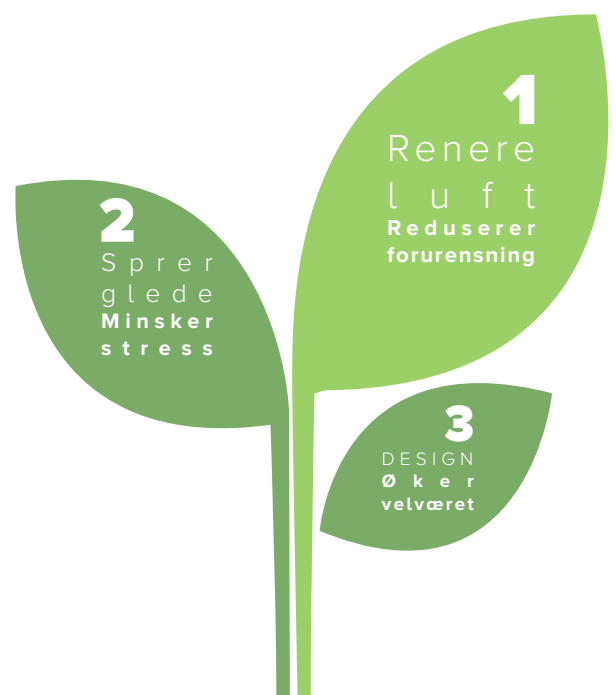 1
Renere
luft
Reduserer
forurensning
2
Sprer
glede
Minsker
stress
3
DESIGN
Øker
velværet